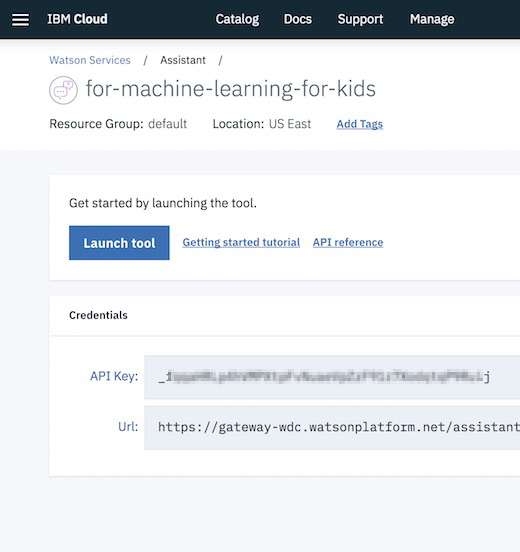 IBM Cloud Catalog Docs Support Manage
Watson Services / Assistant /
for-machine-learning-for-kids
Resource Group: default Location: US East Add Tags
Get started by launching the tool.
Launch tool Getting started tutorial API reference
Credentials
API Key:
Url: https://gateway-wdc.watsonplatform.net/assistant